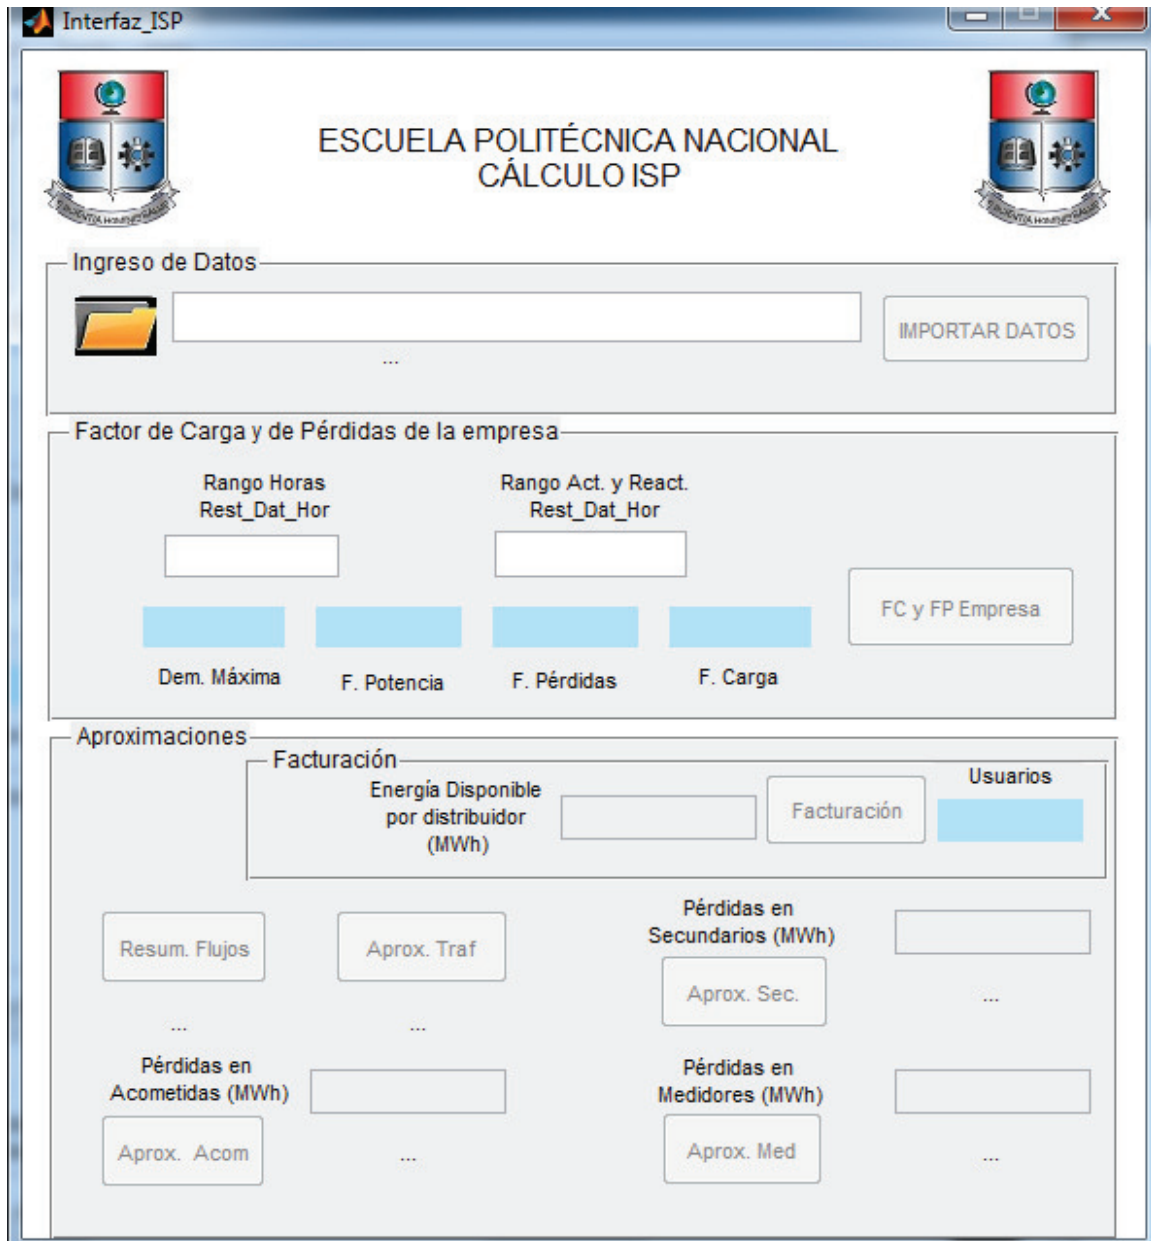 Interfaz_ISP
ESCUELA POLITÉCNICA NACIONAL
CÁLCULO ISP
Ingreso de Datos
IMPORTAR DATOS
...
Factor de Carga y de Pérdidas de la empresa
Rango Horas
Rest_Dat_Hor
Rango Act. y React.
Rest_Dat_Hor
FC y FP Empresa
Dem. Máxima
F. Potencia
F. Pérdidas
F. Carga
Aproximaciones
Facturación
Energía Disponible
por distribuidor
(MWh)
Facturación
Usuarios
Resum. Flujos
...
Aprox. Traf
...
Pérdidas en
Secundarios (MWh)
Aprox. Sec.
...
Pérdidas en
Acometidas (MWh)
Aprox. Acom
...
Pérdidas en
Medidores (MWh)
Aprox. Med
...